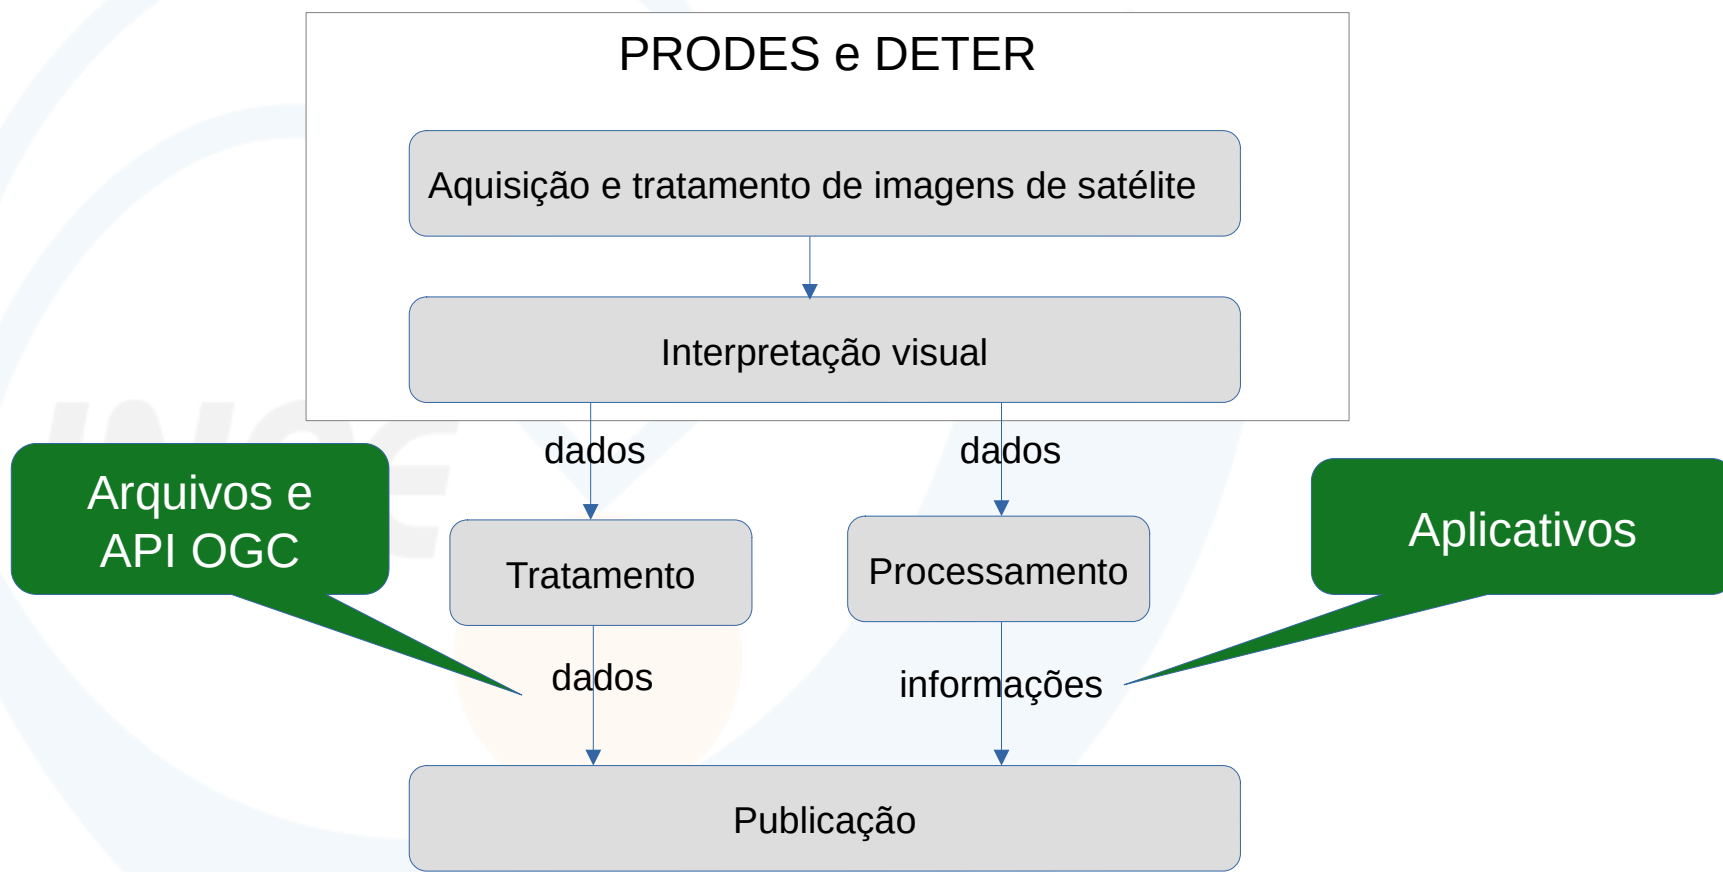 PRODES e DETER
Aquisição e tratamento de imagens de satélite
Interpretação visual
dados
dados
Arquivos e
API OGC
Aplicativos
Tratamento
Processamento
dados
informações
Publicação